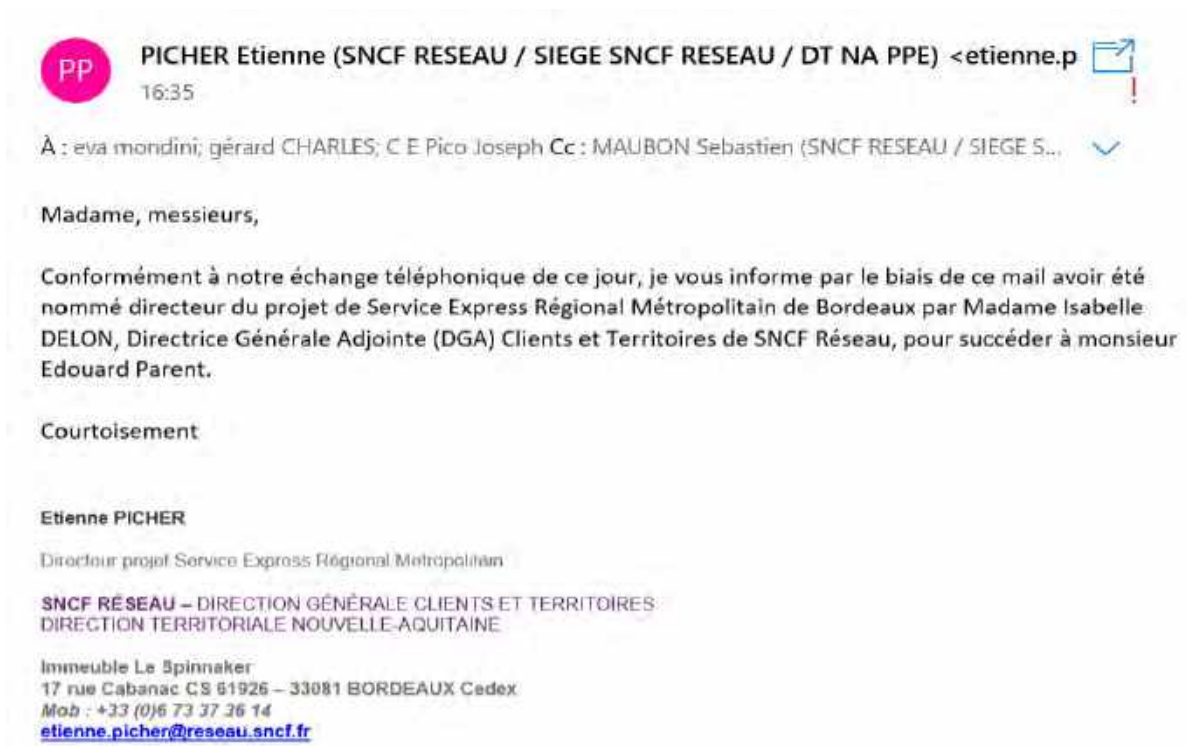 PP
PICHER Etienne (SNCF RESEAU / SIEGE SNCF RESEAU / DT NA PPE) <etienne.p
!
16:35
À : eva mondini; gérard CHARLES; C E Pico Joseph Cc : MAUBON Sebastien (SNCF RESEAU / SIEGE S...
Madame, messieurs,
Conformément à notre échange téléphonique de ce jour, je vous informe par le biais de ce mail avoir été
nommé directeur du projet de Service Express Régional Métropolitain de Bordeaux par Madame Isabelle
DELON, Directrice Générale Adjointe (DGA) Clients et Territoires de SNCF Réseau, pour succéder à monsieur
Edouard Parent.
Courtoisement
Etienne PICHER
Directeur projet Service Express Régional Metropolitain
SNCF RÉSEAU – DIRECTION GÉNÉRALE CLIENTS ET TERRITOIRES
DIRECTION TERRITORIALE NOUVELLE-AQUITAINE
Immeuble Le Spinnaker
17 rue Cabanac CS 61926 – 33081 BORDEAUX Cedex
Mob : +33 (0)6 73 37 36 14
etienne.picher@reseau.sncf.fr